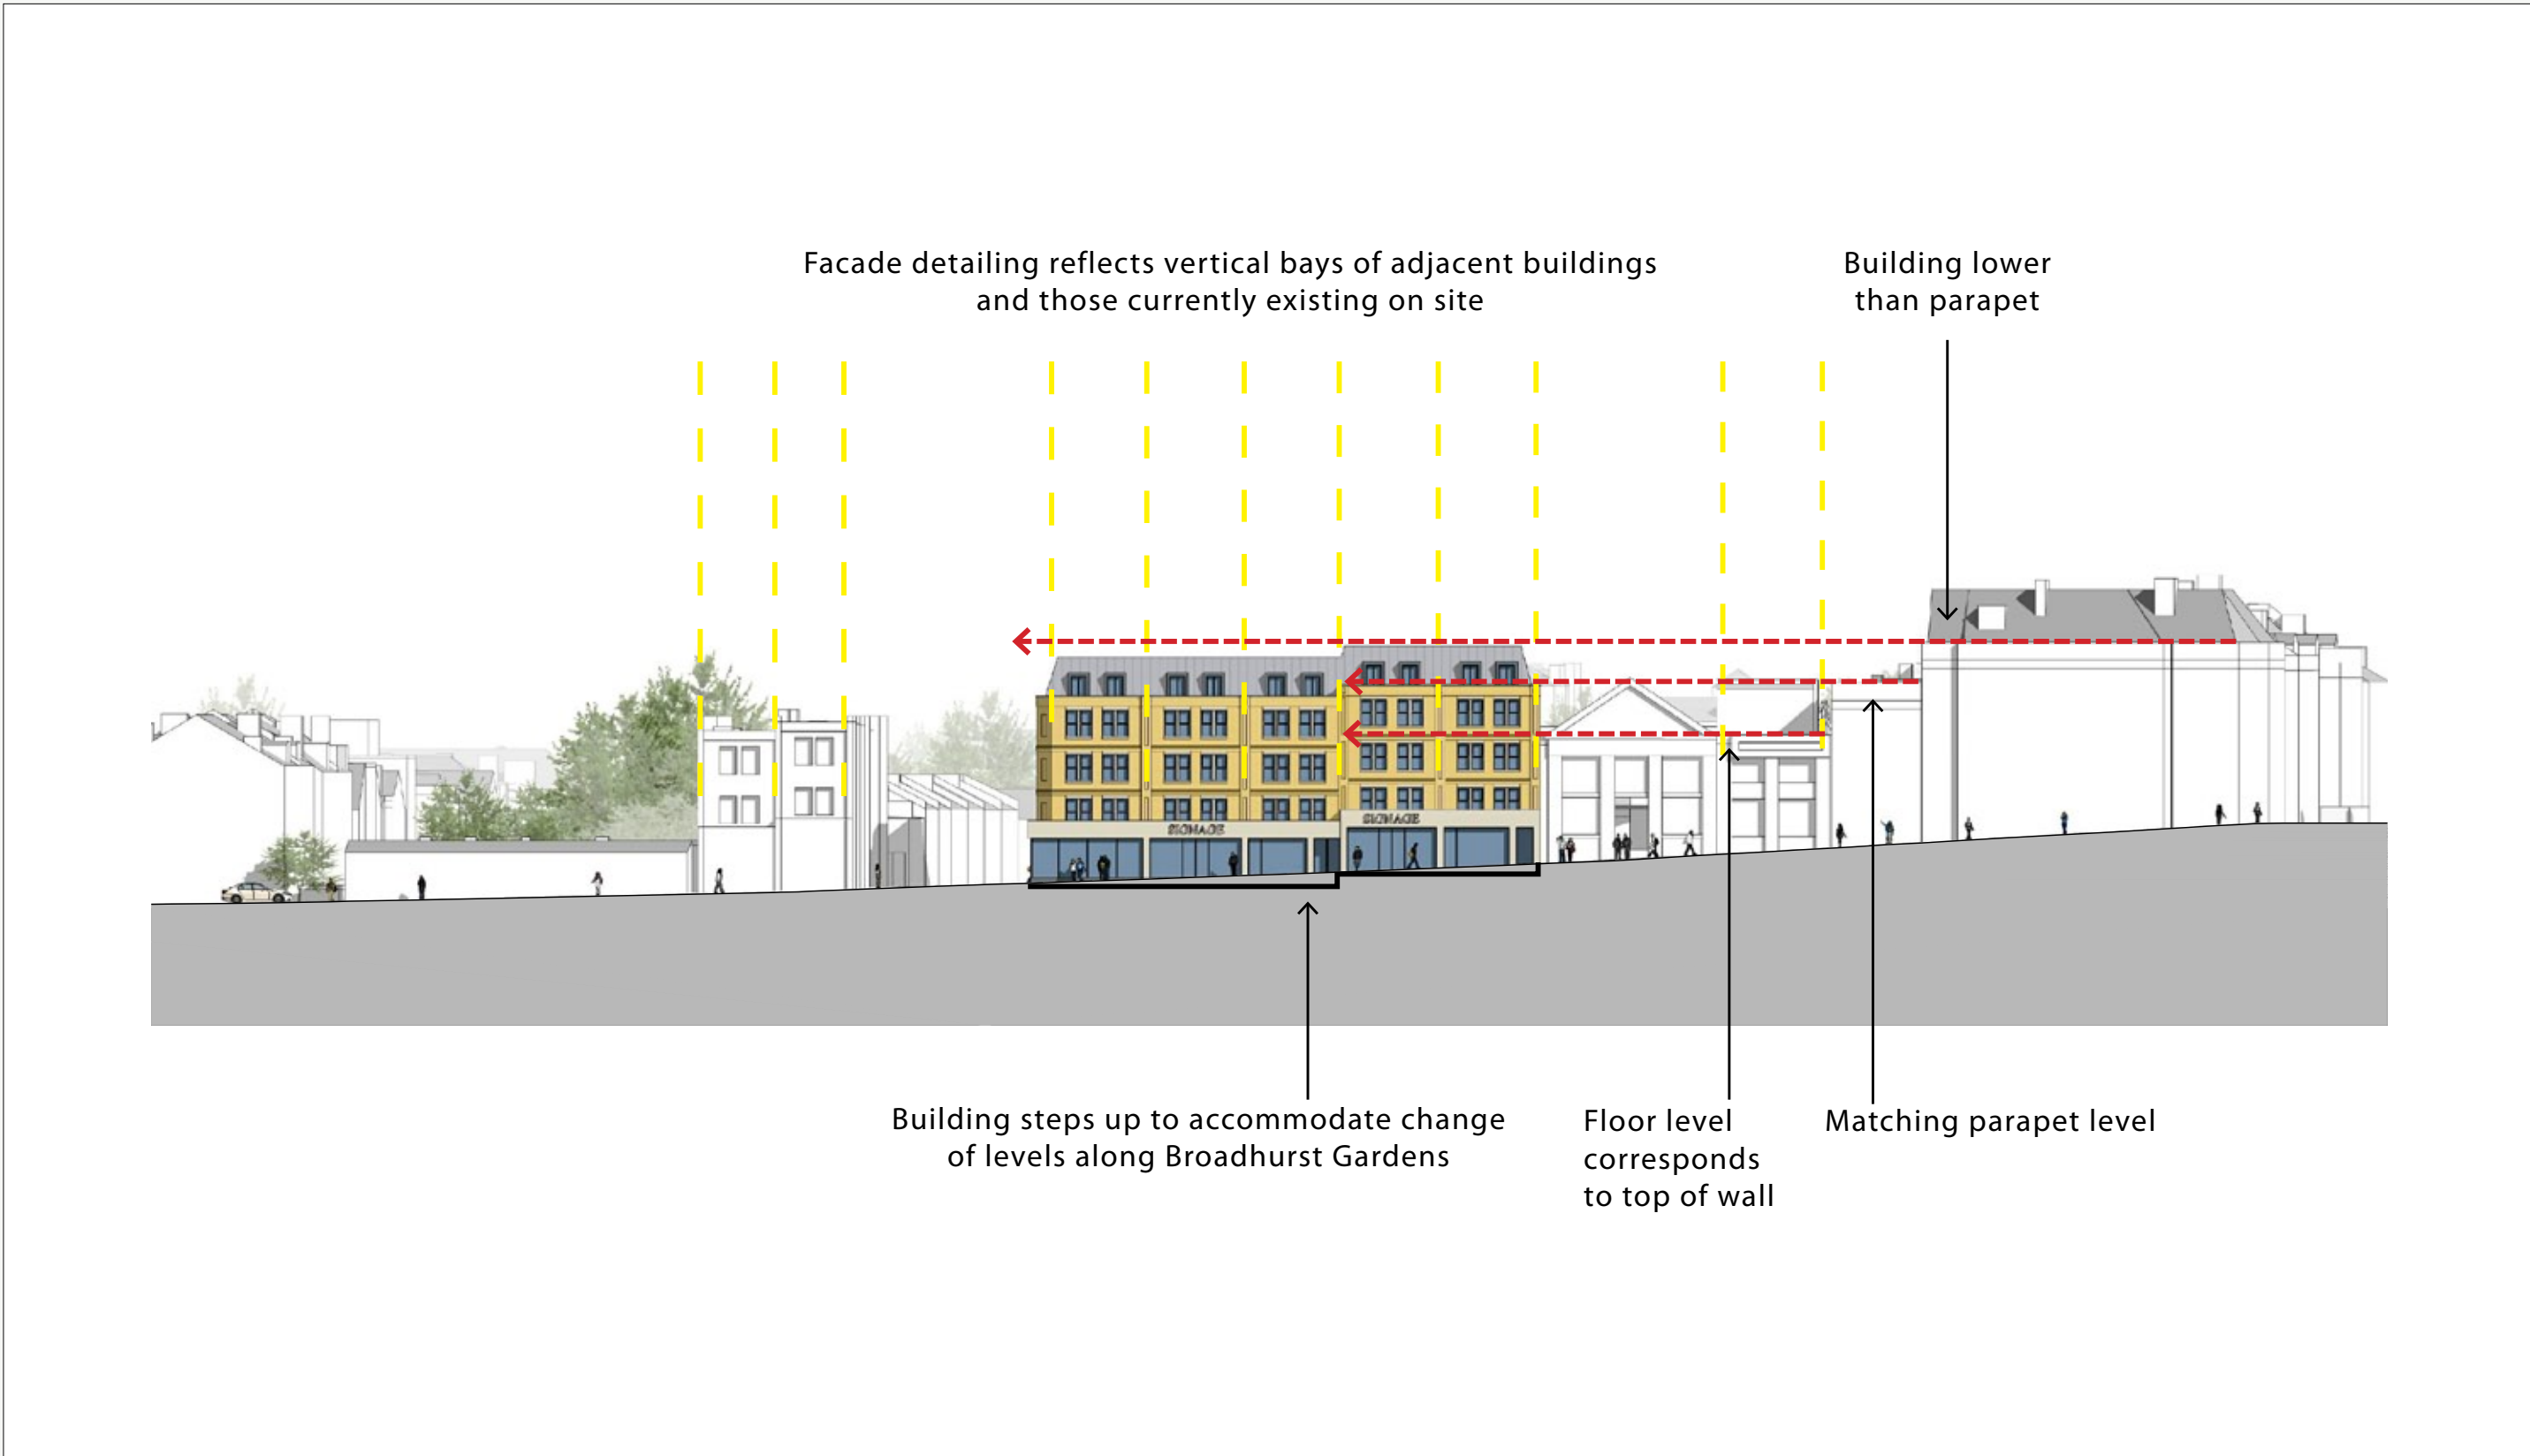 Facade detailing reflects vertical bays of adjacent buildings
and those currently existing on site
Building lower
than parapet
SIGNAGE
SIGNAGE
Building steps up to accommodate change
of levels along Broadhurst Gardens
Floor level
corresponds
to top of wall
Matching parapet level